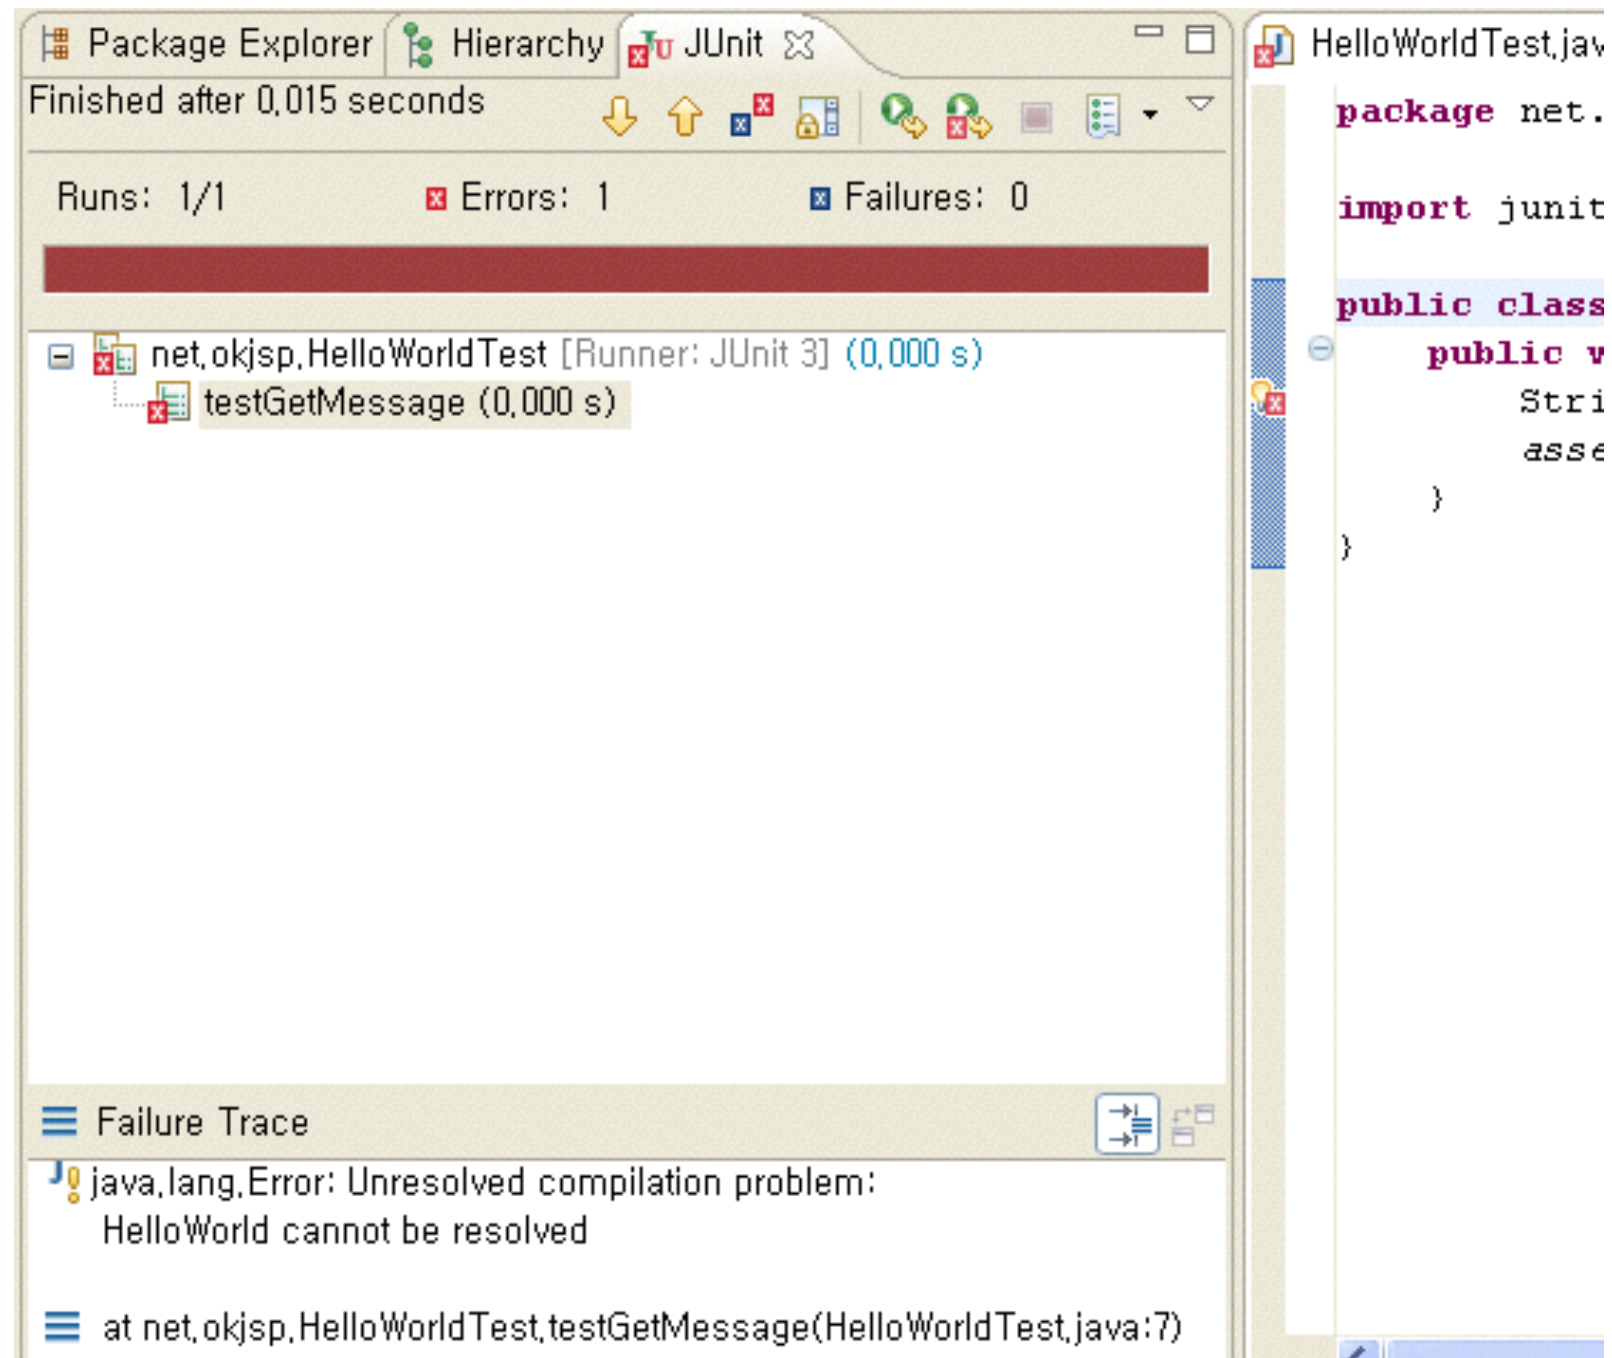 Package Explorer Hierarchy JUnit
Finished after 0,015 seconds
Runs: 1/1 Errors: 1 Failures: 0
net,okjsp,HelloWorldTest [Runner: JUnit 3] (0,000 s)
testGetMessage (0,000 s)
Failure Trace
java,lang,Error: Unresolved compilation problem:
HelloWorld cannot be resolved
at net,okjsp,HelloWorldTest,testGetMessage(HelloWorldTest,java:7)
HelloWorldTest,jav
package net.
import junit
public class
public v
Stri
asse
}
}